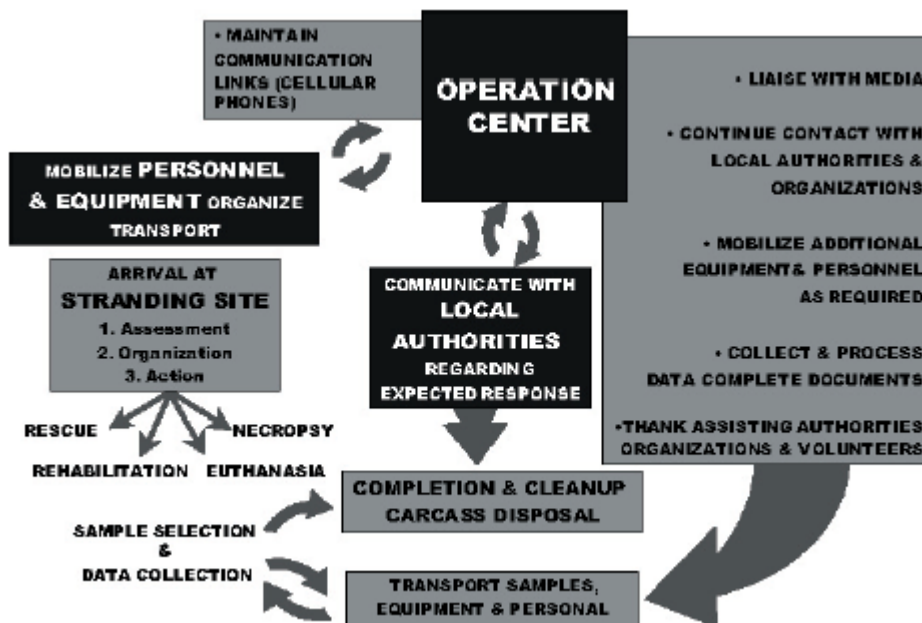 • MAINTAIN
COMMUNICATION
LINKS (CELLULAR
PHONES)
OPERATION
CENTER
• LIAISE WITH MEDIA
• CONTINUE CONTACT WITH
LOCAL AUTHORITIES &
ORGANIZATIONS
• MOBILIZE ADDITIONAL
EQUIPMENT & PERSONNEL
AS REQUIRED
• COLLECT & PROCESS
DATA COMPLETE DOCUMENTS
•THANK ASSISTING AUTHORITIES
ORGANIZATIONS & VOLUNTEERS
MOBILIZE PERSONNEL
& EQUIPMENT ORGANIZE
TRANSPORT
ARRIVAL AT
STRANDING SITE
1. Assessment
2. Organization
3. Action
COMMUNICATE WITH
LOCAL
AUTHORITIES
REGARDING
EXPECTED RESPONSE
RESCUE
NECROPSY
REHABILITATION
EUTHANASIA
COMPLETION & CLEANUP
CARCASS DISPOSAL
SAMPLE SELECTION
&
DATA COLLECTION
TRANSPORT SAMPLES,
EQUIPMENT & PERSONAL